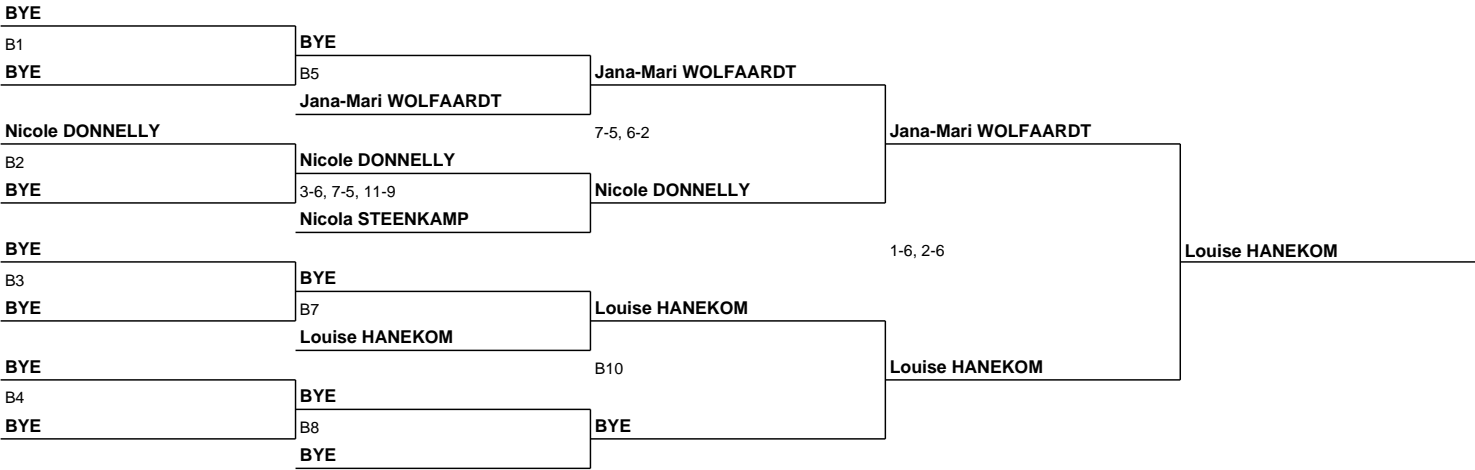 BYE
B1
BYE
BYE
B5
Jana-Mari WOLFAARDT
Jana-Mari WOLFAARDT
Nicole DONNELLY
7-5, 6-2
Jana-Mari WOLFAARDT
B2
Nicole DONNELLY
BYE
3-6, 7-5, 11-9
Nicole DONNELLY
Nicola STEENKAMP
BYE
1-6, 2-6
Louise HANEKOM
B3
BYE
BYE
B7
Louise HANEKOM
Louise HANEKOM
BYE
B10
Louise HANEKOM
B4
BYE
BYE
B8
BYE
BYE